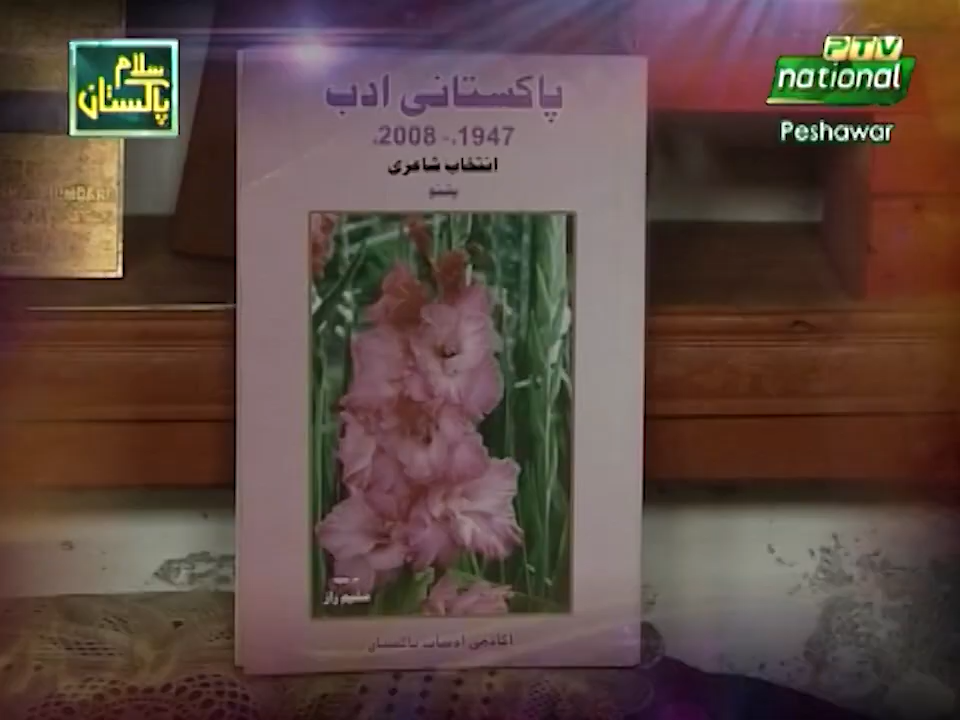 سلام
پاکستان
PTV
national
Peshawar
پاکستانی ادب
1947ء - 2008ء
انتخاب شاعری
پشتو
سلیم راز
اکادمی ادبیات پاکستان